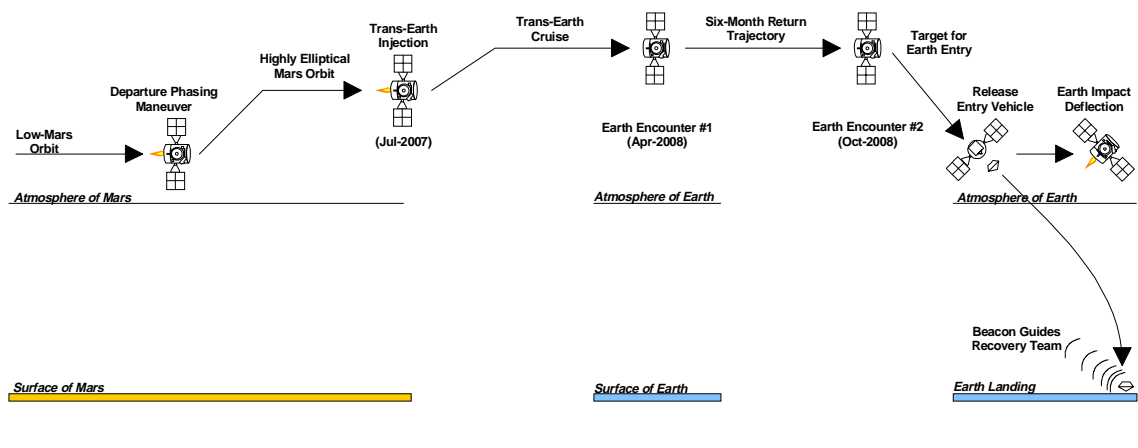 Low-Mars
Orbit
Departure Phasing
Maneuver
Highly Elliptical
Mars Orbit
Trans-Earth
Injection
(Jul-2007)
Trans-Earth
Cruise
Earth Encounter #1
(Apr-2008)
Six-Month Return
Trajectory
Earth Encounter #2
(Oct-2008)
Target for
Earth Entry
Release
Entry Vehicle
Earth Impact
Deflection
Atmosphere of Mars
Atmosphere of Earth
Atmosphere of Earth
Beacon Guides
Recovery Team
Surface of Mars
Surface of Earth
Earth Landing